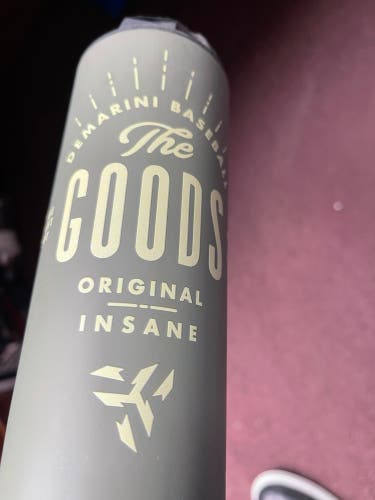 DEMARINI BASEBALL
The
GOODS
ORIGINAL
INSANE